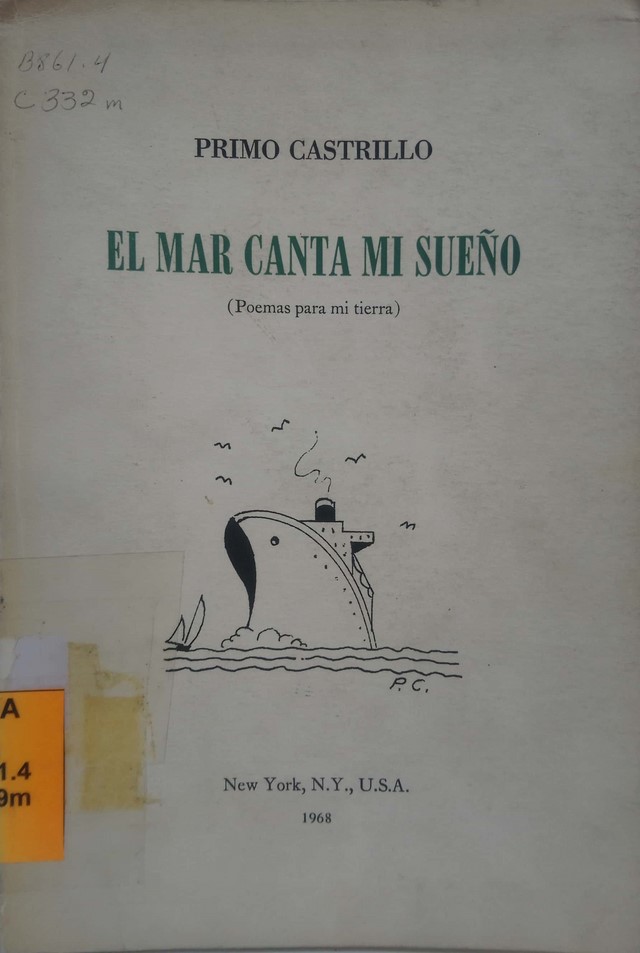 B861.4
C332m
PRIMO CASTRILLO
EL MAR CANTA MI SUEÑO
(Poemas para mi tierra)
P.C.
A
1.4
9m
New York, N.Y., U.S.A.
1968